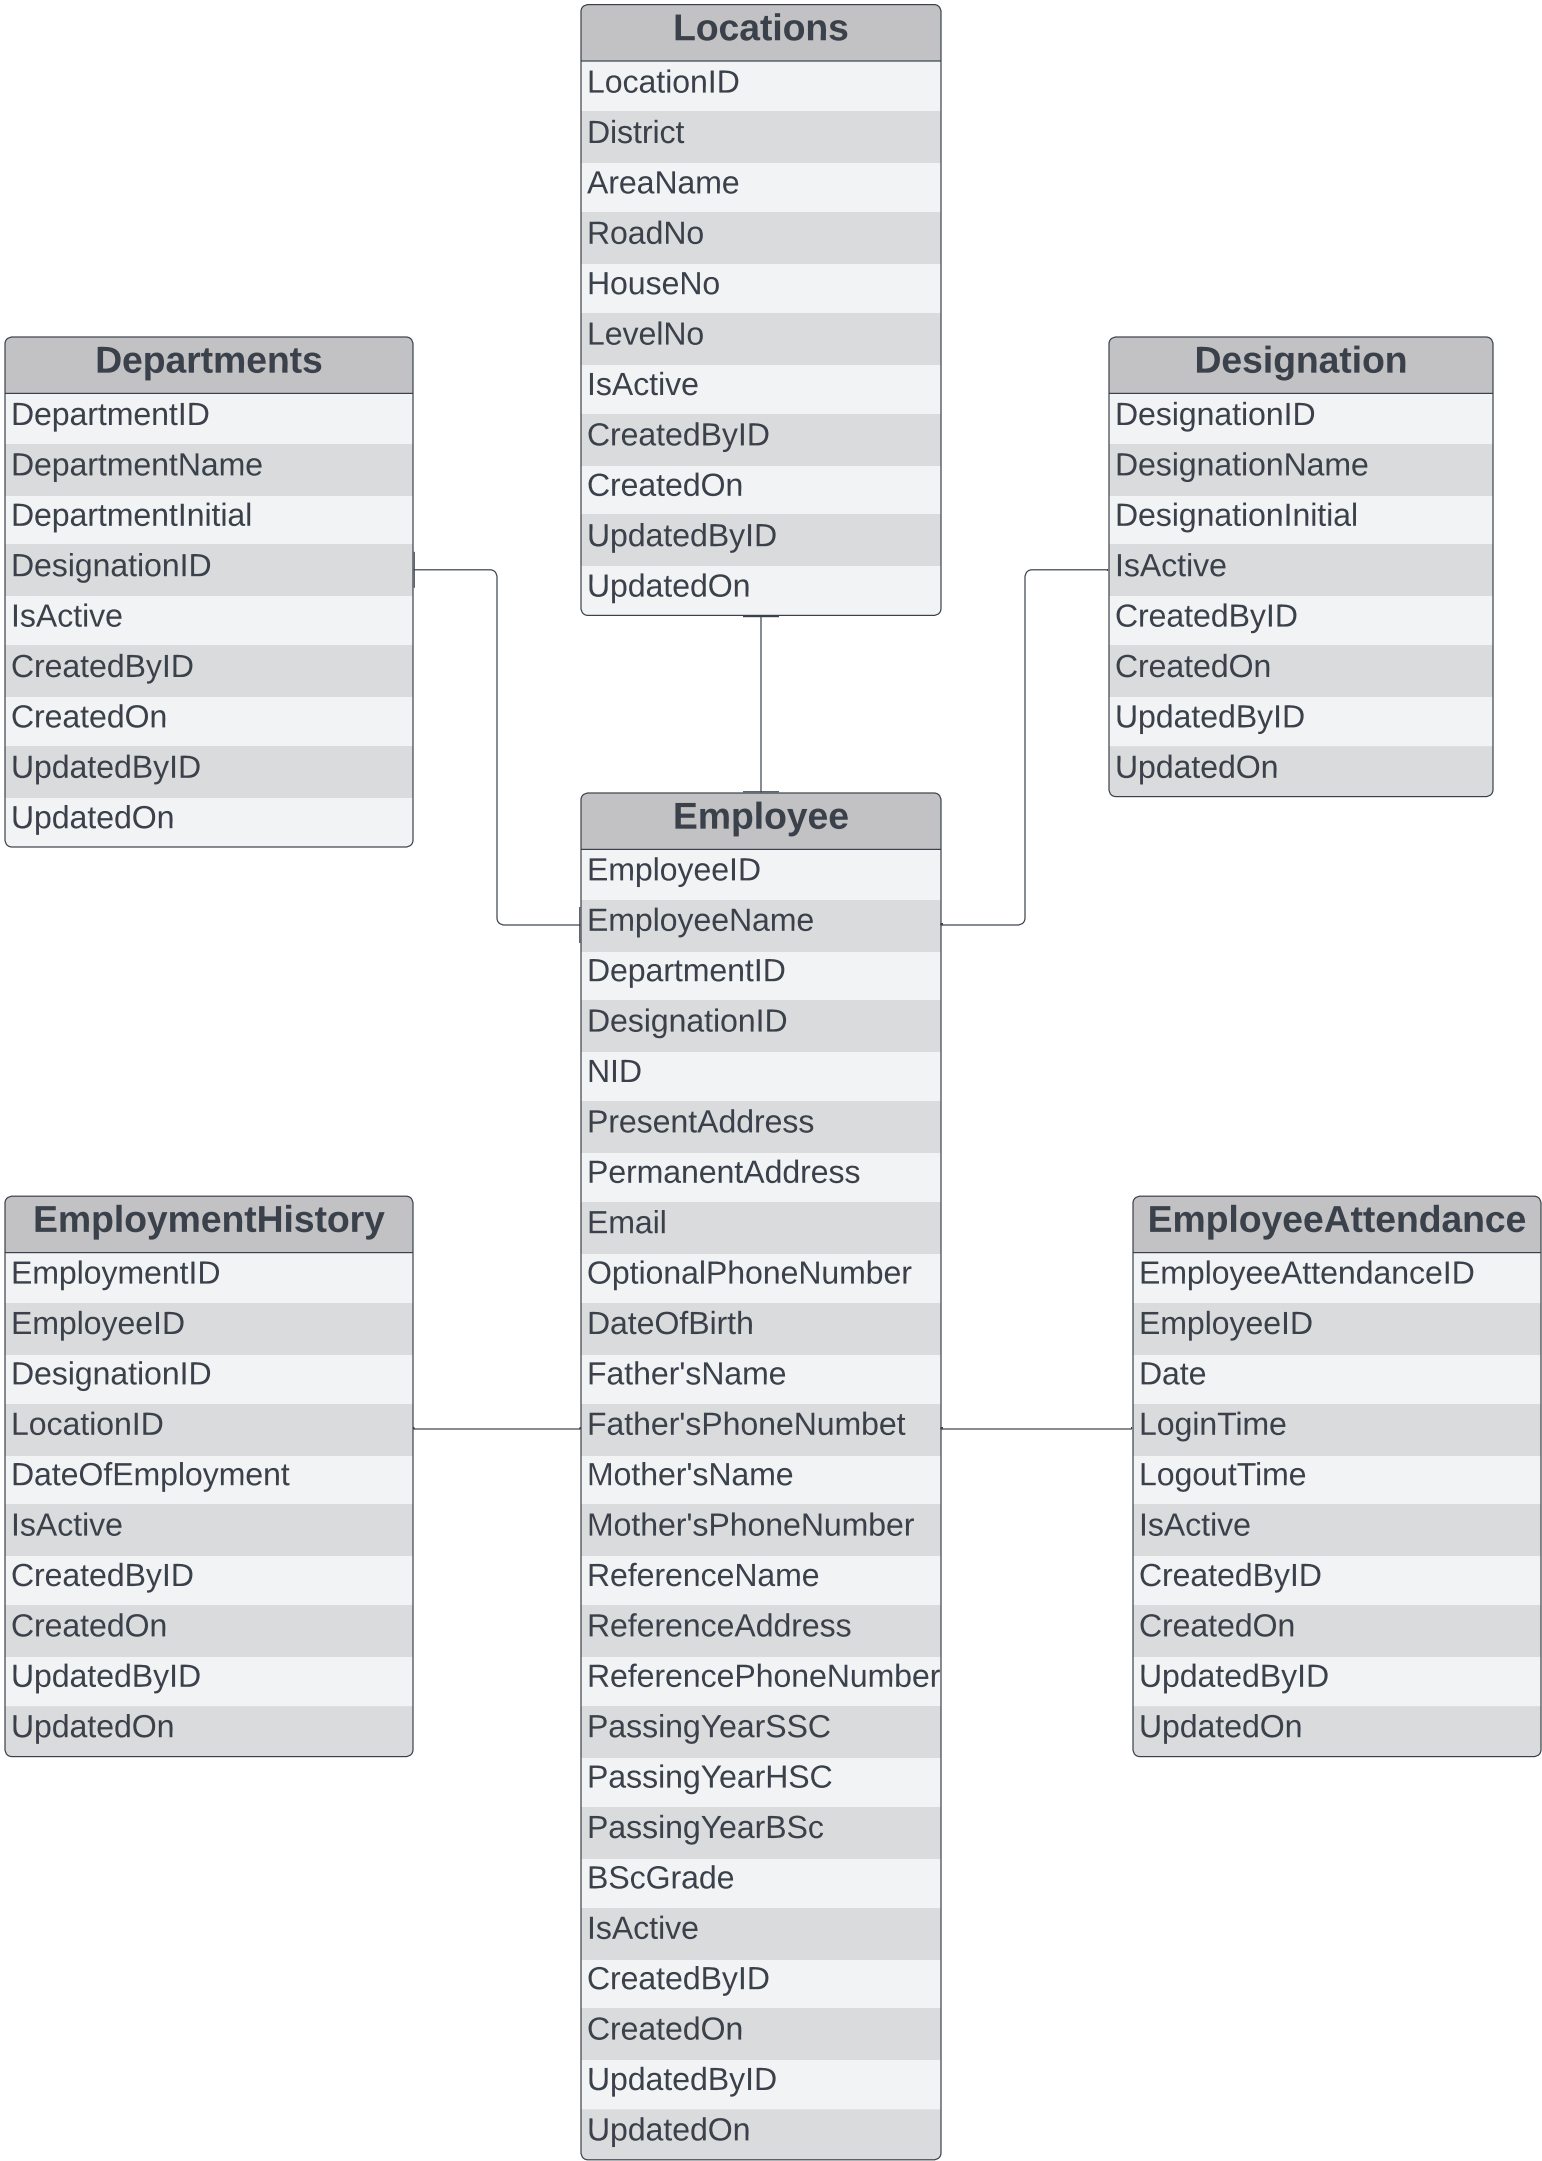 Locations
LocationID
District
AreaName
RoadNo
HouseNo
LevelNo
IsActive
CreatedByID
CreatedOn
UpdatedByID
UpdatedOn
Departments
DepartmentID
DepartmentName
DepartmentInitial
DesignationID
IsActive
CreatedByID
CreatedOn
UpdatedByID
UpdatedOn
Designation
DesignationID
DesignationName
DesignationInitial
IsActive
CreatedByID
CreatedOn
UpdatedByID
UpdatedOn
Employee
EmployeeID
EmployeeName
DepartmentID
DesignationID
NID
PresentAddress
PermanentAddress
Email
OptionalPhoneNumber
DateOfBirth
Father'sName
Father'sPhoneNumbet
Mother'sName
Mother'sPhoneNumber
ReferenceName
ReferenceAddress
ReferencePhoneNumber
PassingYearSSC
PassingYearHSC
PassingYearBSc
BScGrade
IsActive
CreatedByID
CreatedOn
UpdatedByID
UpdatedOn
EmploymentHistory
EmploymentID
EmployeeID
DesignationID
LocationID
DateOfEmployment
IsActive
CreatedByID
CreatedOn
UpdatedByID
UpdatedOn
EmployeeAttendance
EmployeeAttendanceID
EmployeeID
Date
LoginTime
LogoutTime
IsActive
CreatedByID
CreatedOn
UpdatedByID
UpdatedOn